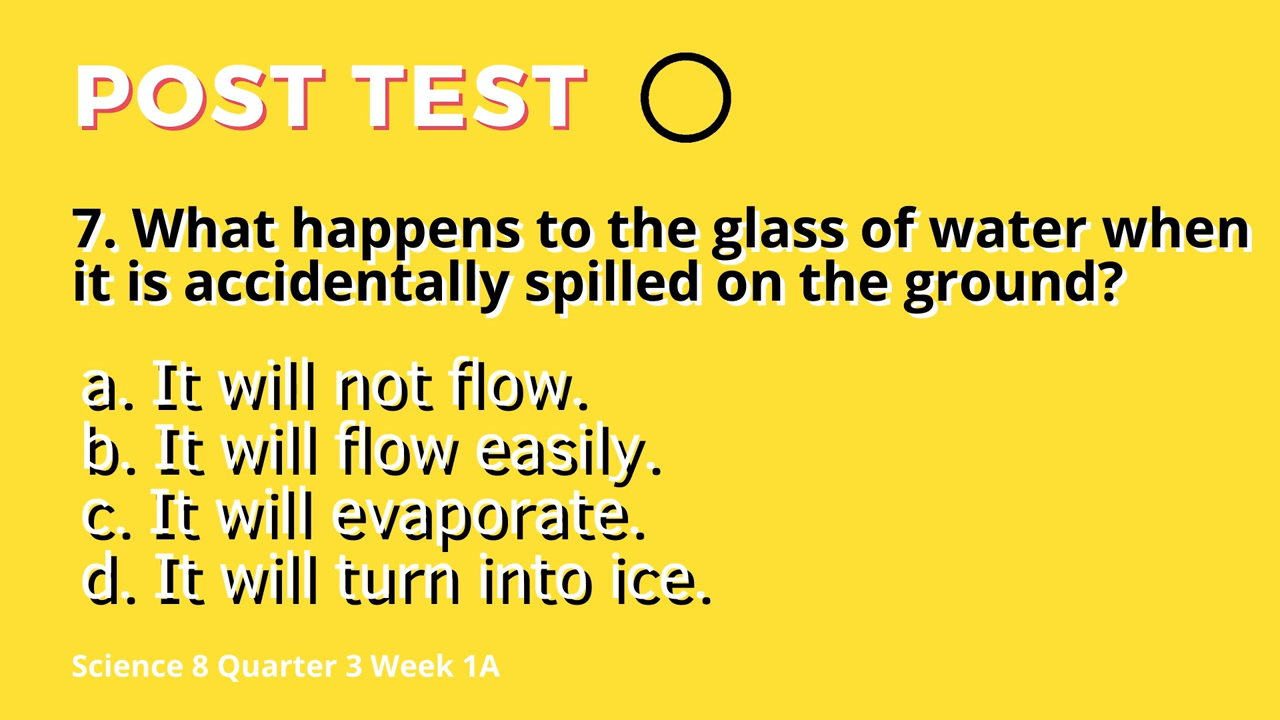 POST TEST
7. What happens to the glass of water when
it is accidentally spilled on the ground?
a. It will not flow.
b. It will flow easily.
c. It will evaporate.
d. It will turn into ice.
Science 8 Quarter 3 Week 1A